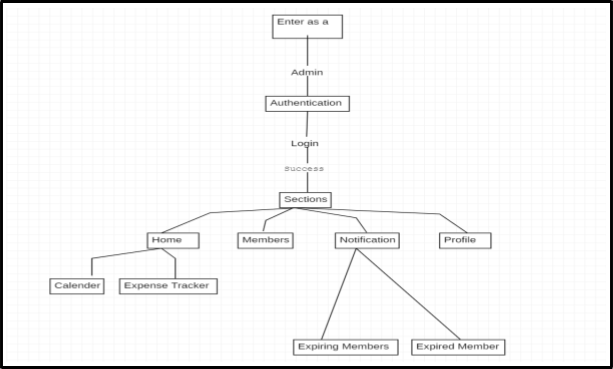 Enter as a
Admin
Authentication
Login
Success
Sections
Home
Members
Notification
Profile
Calender
Expense Tracker
Expiring Members
Expired Member